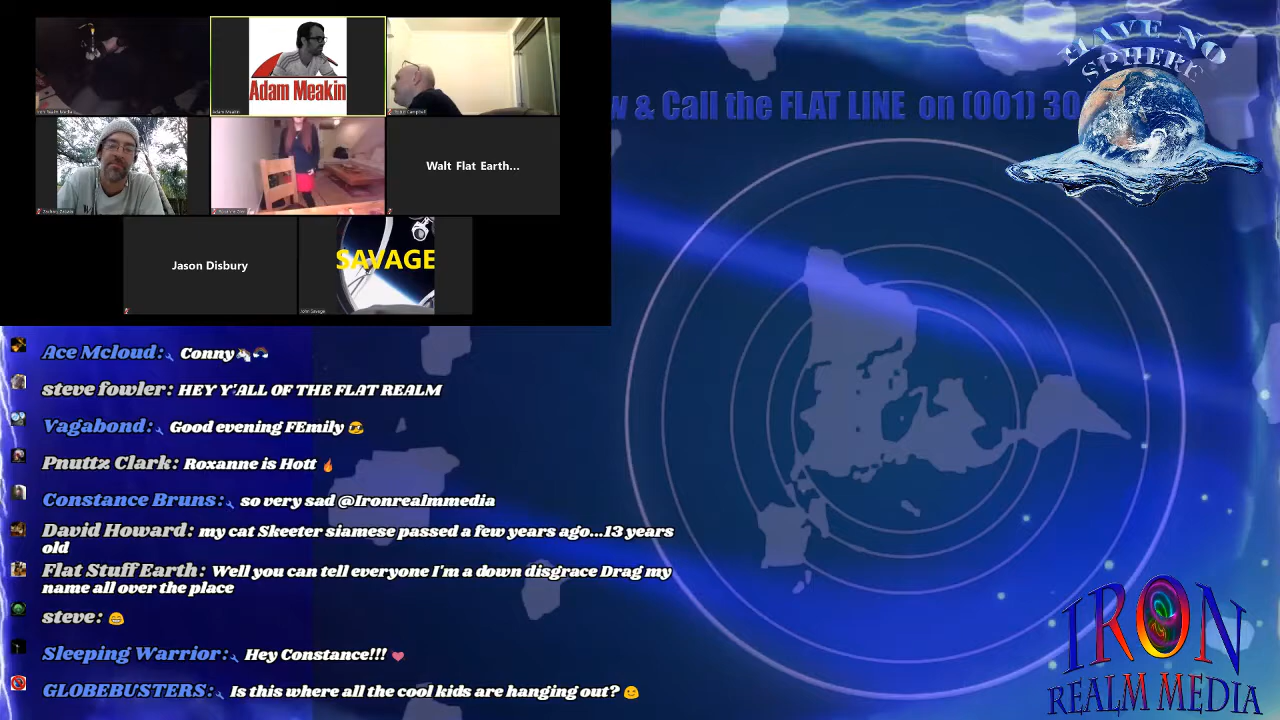 Adam Meakin
Adam Meakin
Walt Flat Earth...
Jason Disbury
SAVAGE
John Savage
HAVE NO
SPHERE
w & Call the FLAT LINE on (001) 30
Ace Mcloud: Conny🦄🌈
steve fowler: HEY Y'ALL OF THE FLAT REALM
Vagabond: Good evening FEmily 🤗
Pnuttz Clark: Roxanne is Hott 🔥
Constance Bruns: so very sad @Ironrealmmedia
David Howard: my cat Skeeter siamese passed a few years ago...13 years
old
Flat Stuff Earth: Well you can tell everyone I'm a down disgrace Drag my
name all over the place
steve: 😁
Sleeping Warrior: Hey Constance!!! 💗
GLOBEBUSTERS: Is this where all the cool kids are hanging out? 😊
IRON
REALM MEDIA